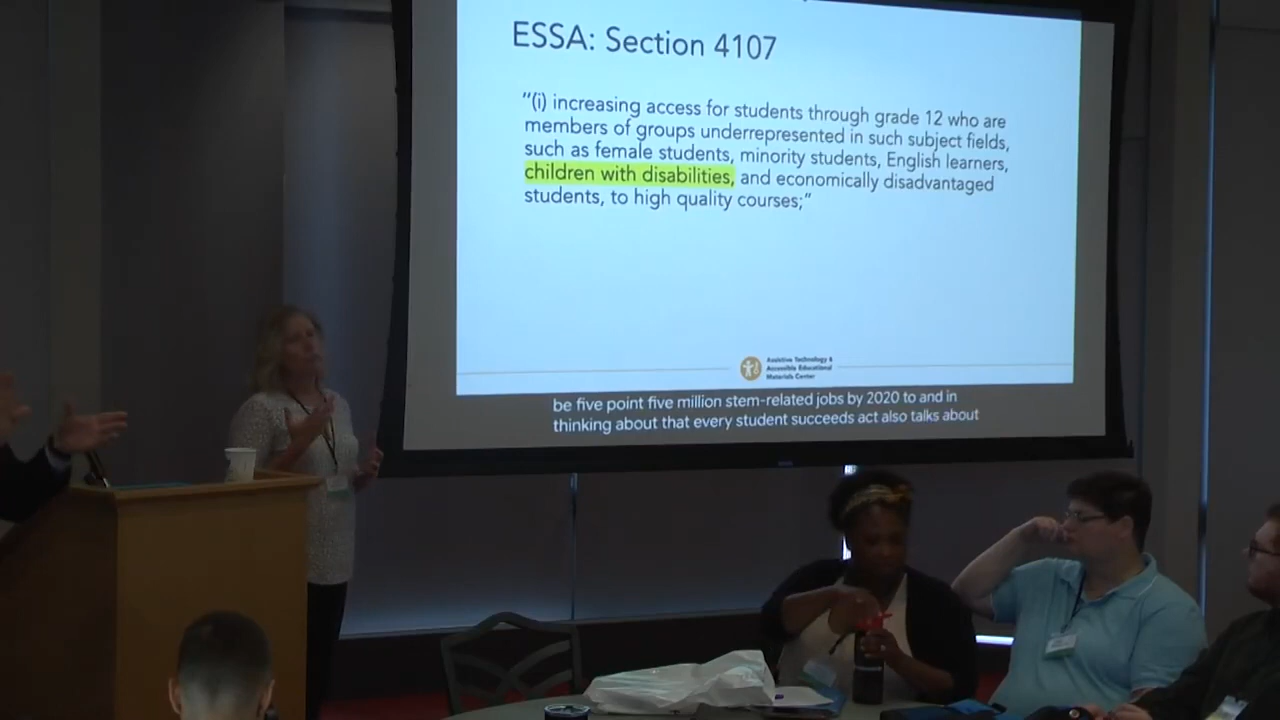 ESSA: Section 4107
"(i) increasing access for students through grade 12 who are
members of groups underrepresented in such subject fields,
such as female students, minority students, English learners,
children with disabilities, and economically disadvantaged
students, to high quality courses;"
Assistive Technology &
Accessible Educational
Materials Center
be five point five million stem-related jobs by 2020 to and in
thinking about that every student succeeds act also talks about